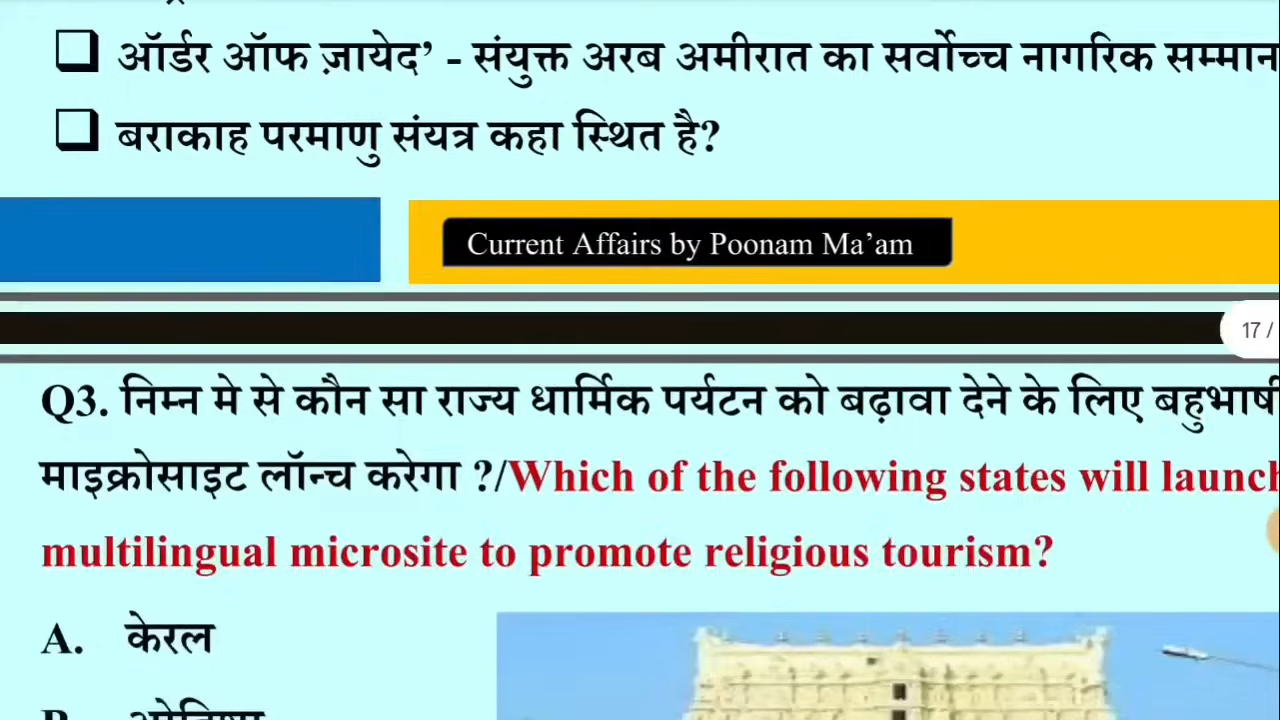 ऑर्डर ऑफ ज़ायेद’ - संयुक्त अरब अमीरात का सर्वोच्च नागरिक सम्मान
बराकाह परमाणु संयत्र कहा स्थित है?
Current Affairs by Poonam Ma’am
17 /
Q3. निम्न मे से कौन सा राज्य धार्मिक पर्यटन को बढ़ावा देने के लिए बहुभाषी
माइक्रोसाइट लॉन्च करेगा ?/Which of the following states will launch
multilingual microsite to promote religious tourism?
A. केरल